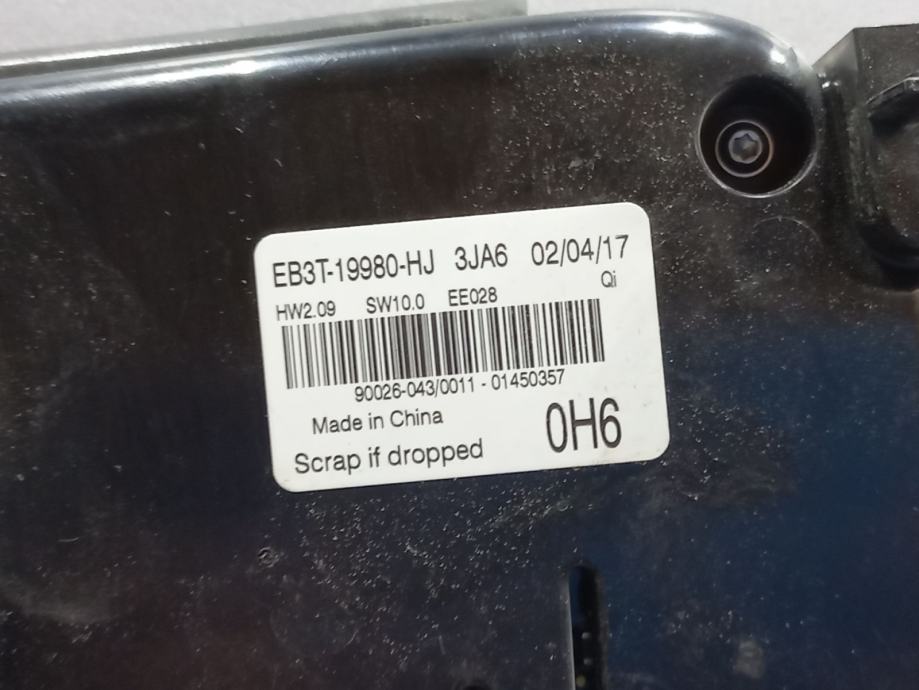 EB3T-19980-HJ 3JA6 02/04/17
Qi
HW2.09 SW10.0 EE028
90026-043/0011 - 01450357
Made in China
0H6
Scrap if dropped